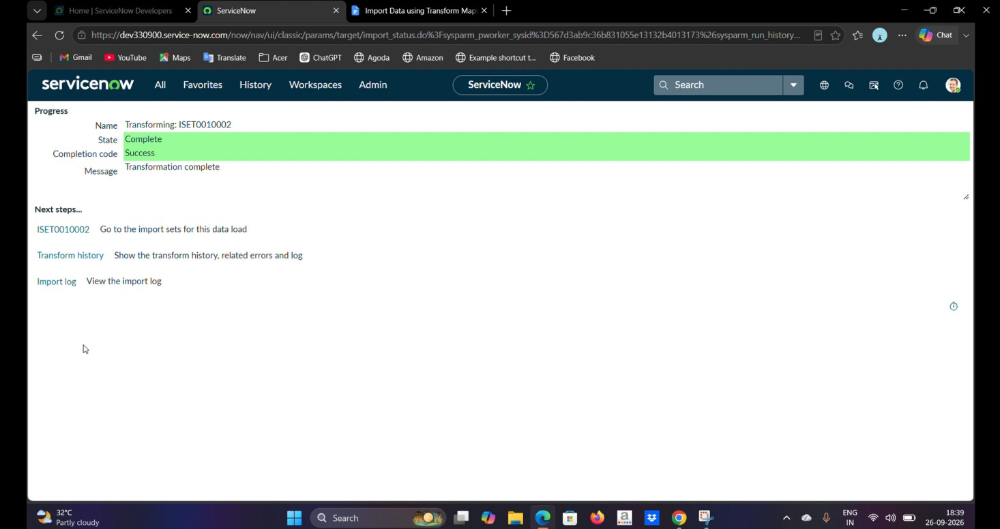 Home | ServiceNow Developers
ServiceNow
Import Data using Transform Map
https://dev330900.service-now.com/now/nav/ui/classic/params/target/import_status.do%3Fsysparm_pworker_sysid%3D567d3ab9c36b831055e13132b4013173%26sysparm_run_history...
Chat
Gmail
YouTube
Maps
Translate
Acer
ChatGPT
Agoda
Amazon
Example shortcut t...
Facebook
servicenow
All
Favorites
History
Workspaces
Admin
ServiceNow
Search
Progress
Name Transforming: ISET0010002
State Complete
Completion code Success
Message Transformation complete
Next steps...
ISET0010002 Go to the import sets for this data load
Transform history Show the transform history, related errors and log
Import log View the import log
32°C
Partly cloudy
Search
ENG
IN
18:39
26-09-2026